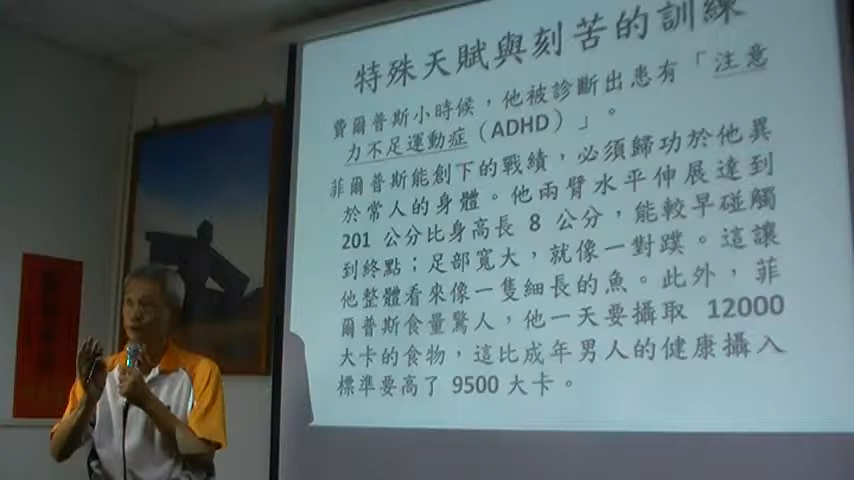 特殊天賦與刻苦的訓練
費爾普斯小時候，他被診斷出患有「注意
力不足運動症（ADHD）」。
菲爾普斯能創下的戰績，必須歸功於他異
於常人的身體。他兩臂水平伸展達到
201 公分比身高長 8 公分，能較早碰觸
到終點；足部寬大，就像一對蹼。這讓
他整體看來像一隻細長的魚。此外，菲
爾普斯食量驚人，他一天要攝取 12000
大卡的食物，這比成年男人的健康攝入
標準要高了 9500 大卡。